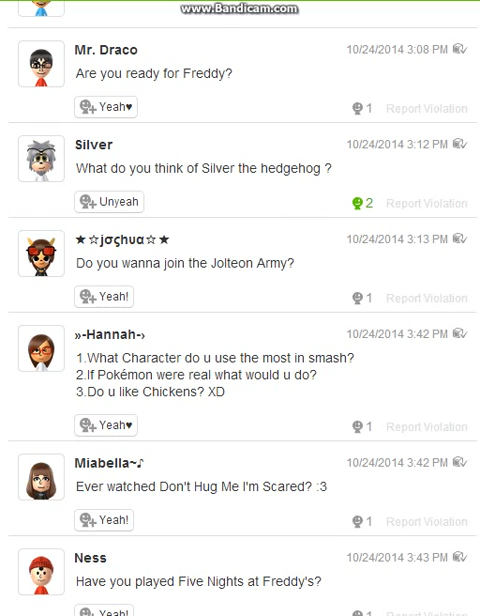 www.Bandicam.com
Mr. Draco 10/24/2014 3:08 PM
Are you ready for Freddy?
Yeah♥ 1 Report Violation
Silver 10/24/2014 3:12 PM
What do you think of Silver the hedgehog ?
Unyeah 2 Report Violation
★☆jσςhυα☆★ 10/24/2014 3:13 PM
Do you wanna join the Jolteon Army?
Yeah! 1 Report Violation
»-Hannah-› 10/24/2014 3:42 PM
1.What Character do u use the most in smash?
2.If Pokémon were real what would u do?
3.Do u like Chickens? XD
Yeah♥ 1 Report Violation
Miabella~♪ 10/24/2014 3:42 PM
Ever watched Don't Hug Me I'm Scared? :3
Yeah! 1 Report Violation
Ness 10/24/2014 3:43 PM
Have you played Five Nights at Freddy's?
Yeah! 1 Report Violation